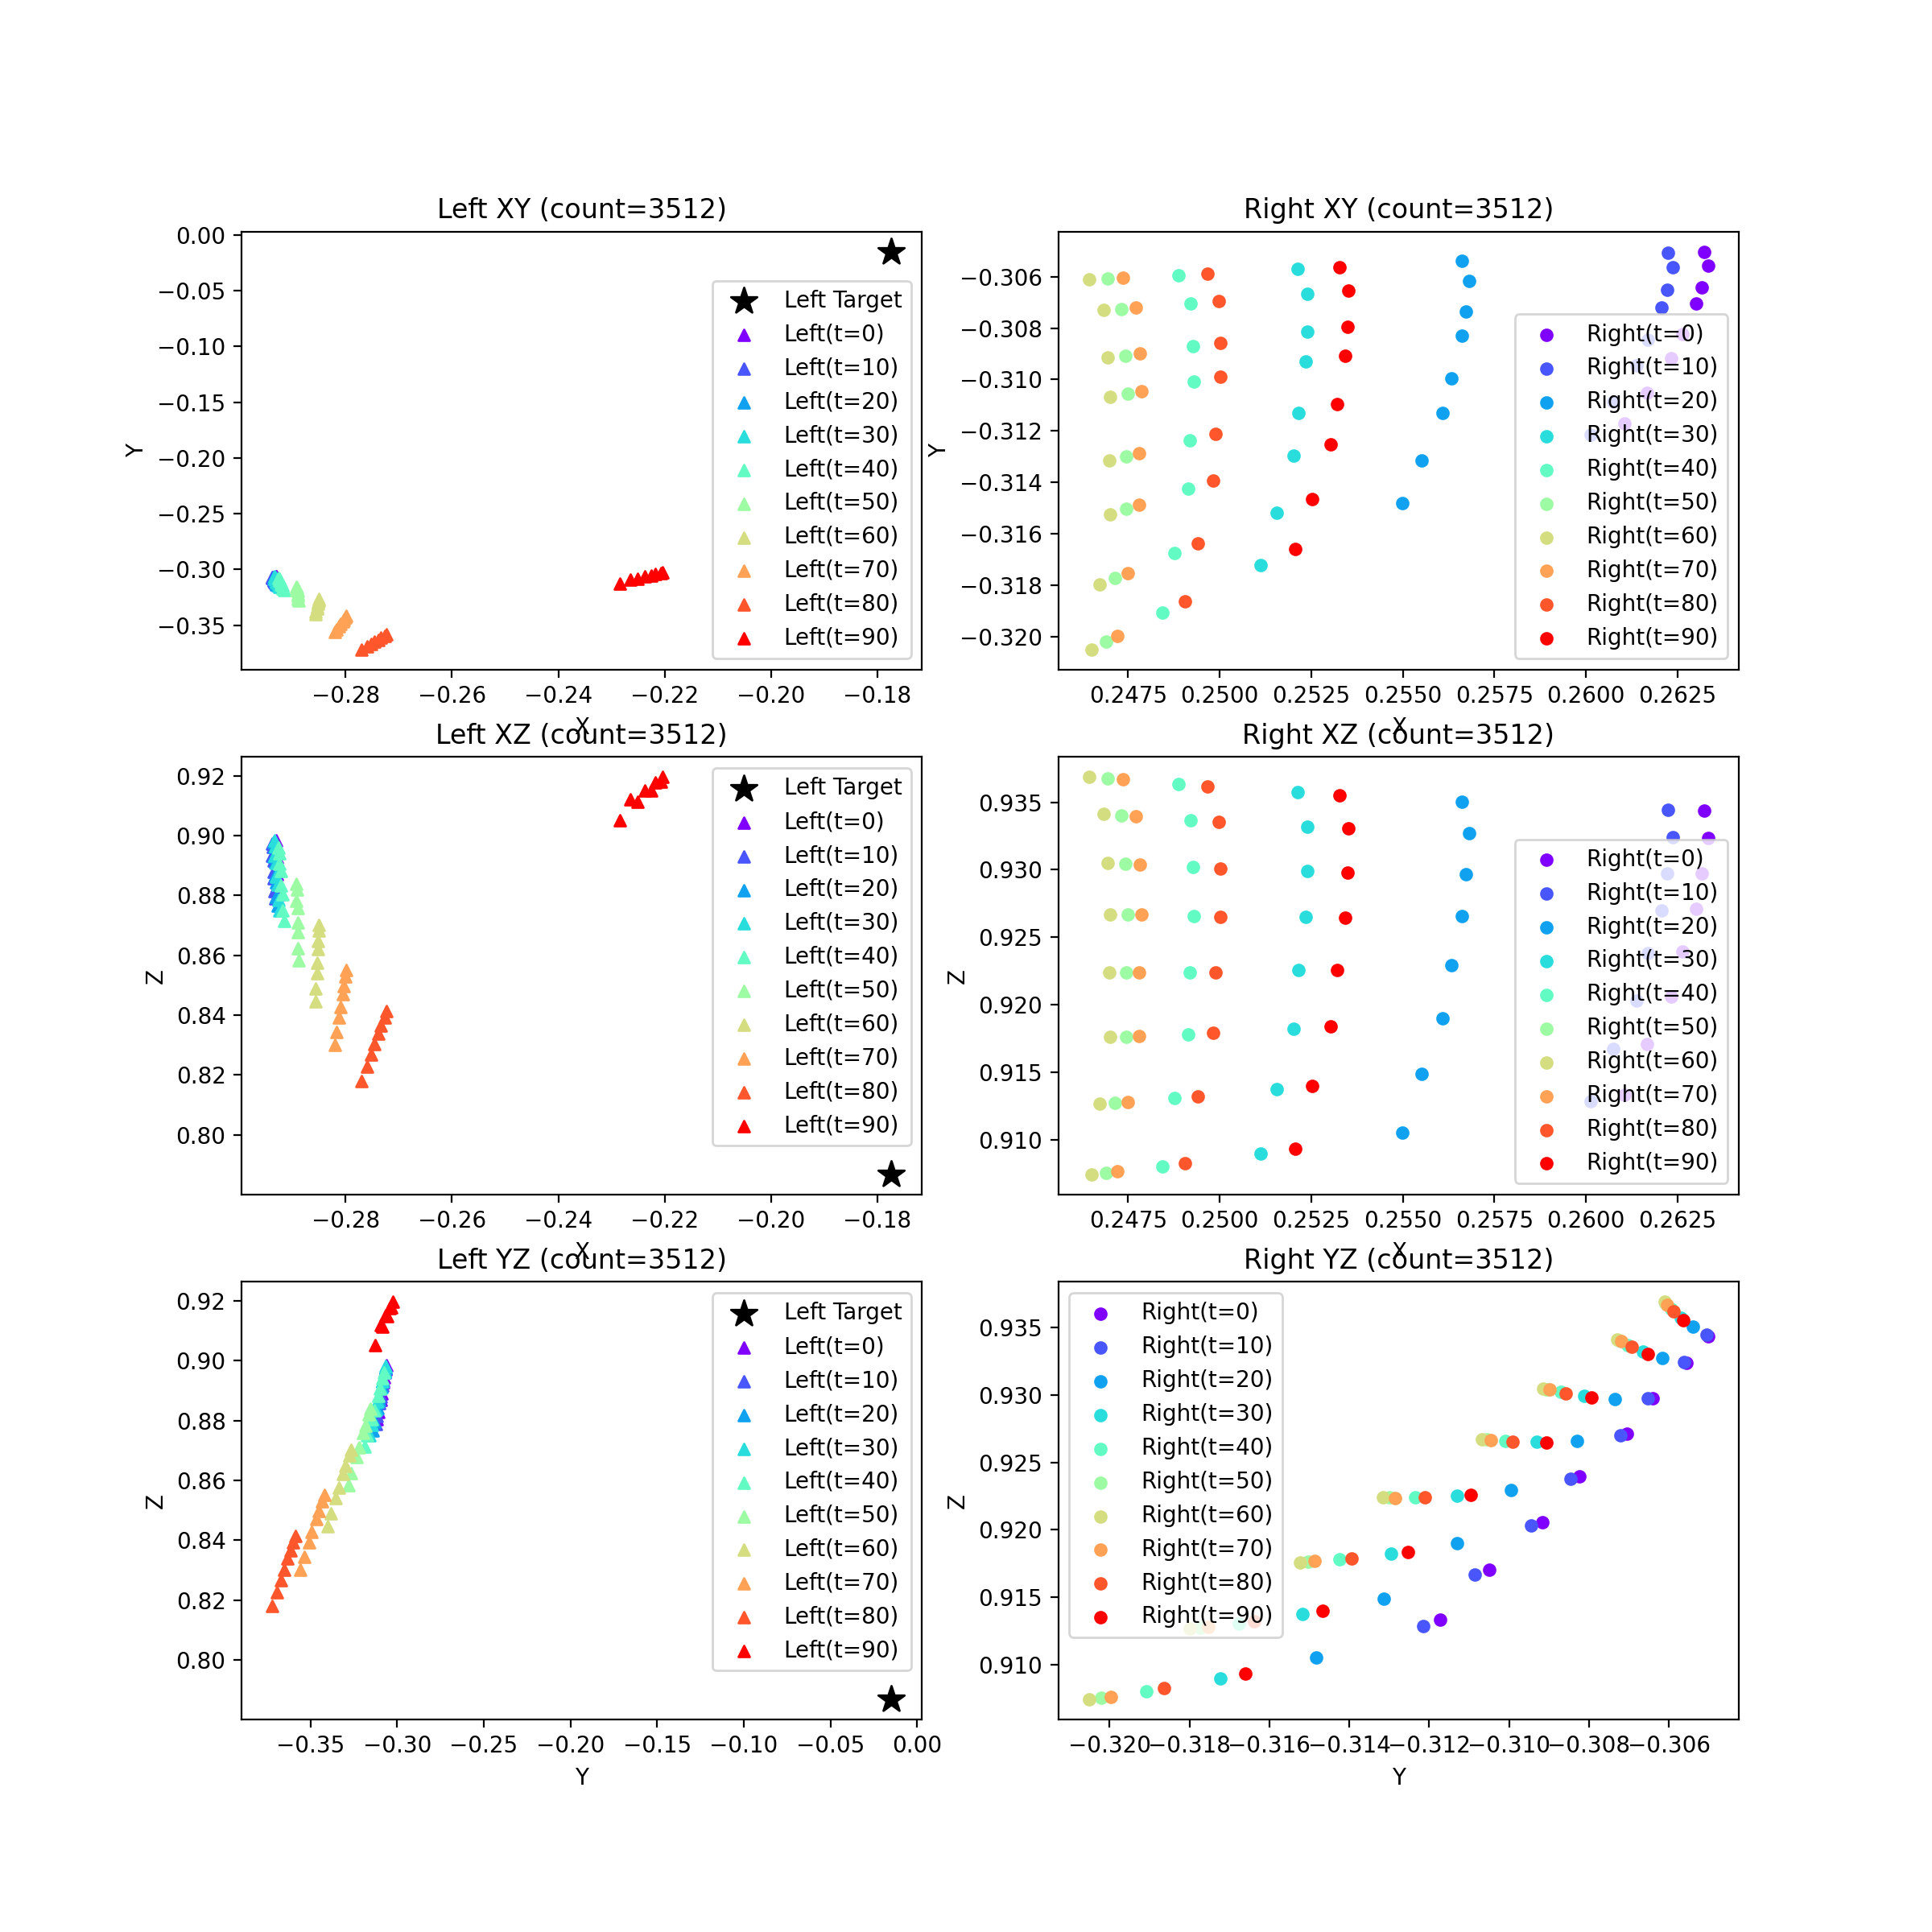 Left XY (count=3512)
0.00
−0.05
−0.10
−0.15
−0.20
−0.25
−0.30
−0.35
Y
Left Target
Left(t=0)
Left(t=10)
Left(t=20)
Left(t=30)
Left(t=40)
Left(t=50)
Left(t=60)
Left(t=70)
Left(t=80)
Left(t=90)
−0.28 −0.26 −0.24 −0.22 −0.20 −0.18
X
Right XY (count=3512)
−0.306
−0.308
−0.310
−0.312
−0.314
−0.316
−0.318
−0.320
Y
Right(t=0)
Right(t=10)
Right(t=20)
Right(t=30)
Right(t=40)
Right(t=50)
Right(t=60)
Right(t=70)
Right(t=80)
Right(t=90)
0.2475 0.2500 0.2525 0.2550 0.2575 0.2600 0.2625
X
Left XZ (count=3512)
0.92
0.90
0.88
0.86
0.84
0.82
0.80
Z
Left Target
Left(t=0)
Left(t=10)
Left(t=20)
Left(t=30)
Left(t=40)
Left(t=50)
Left(t=60)
Left(t=70)
Left(t=80)
Left(t=90)
−0.28 −0.26 −0.24 −0.22 −0.20 −0.18
X
Right XZ (count=3512)
0.935
0.930
0.925
0.920
0.915
0.910
Z
Right(t=0)
Right(t=10)
Right(t=20)
Right(t=30)
Right(t=40)
Right(t=50)
Right(t=60)
Right(t=70)
Right(t=80)
Right(t=90)
0.2475 0.2500 0.2525 0.2550 0.2575 0.2600 0.2625
X
Left YZ (count=3512)
0.92
0.90
0.88
0.86
0.84
0.82
0.80
Z
Left Target
Left(t=0)
Left(t=10)
Left(t=20)
Left(t=30)
Left(t=40)
Left(t=50)
Left(t=60)
Left(t=70)
Left(t=80)
Left(t=90)
−0.35 −0.30 −0.25 −0.20 −0.15 −0.10 −0.05 0.00
Y
Right YZ (count=3512)
0.935
0.930
0.925
0.920
0.915
0.910
Z
Right(t=0)
Right(t=10)
Right(t=20)
Right(t=30)
Right(t=40)
Right(t=50)
Right(t=60)
Right(t=70)
Right(t=80)
Right(t=90)
−0.320 −0.318 −0.316 −0.314 −0.312 −0.310 −0.308 −0.306
Y